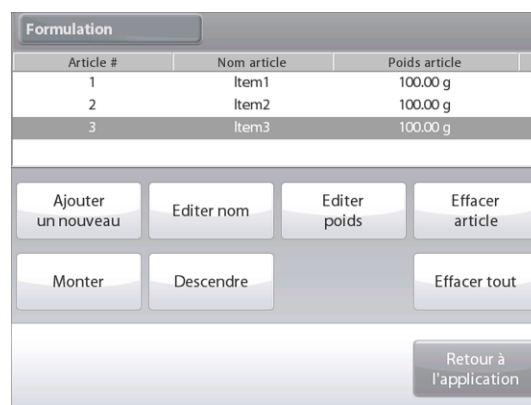 Formulation
Article # Nom article Poids article
1 Item1 100.00 g
2 Item2 100.00 g
3 Item3 100.00 g
Ajouter
un nouveau
Editer nom
Editer
poids
Effacer
article
Monter
Descendre
Effacer tout
Retour à
l'application